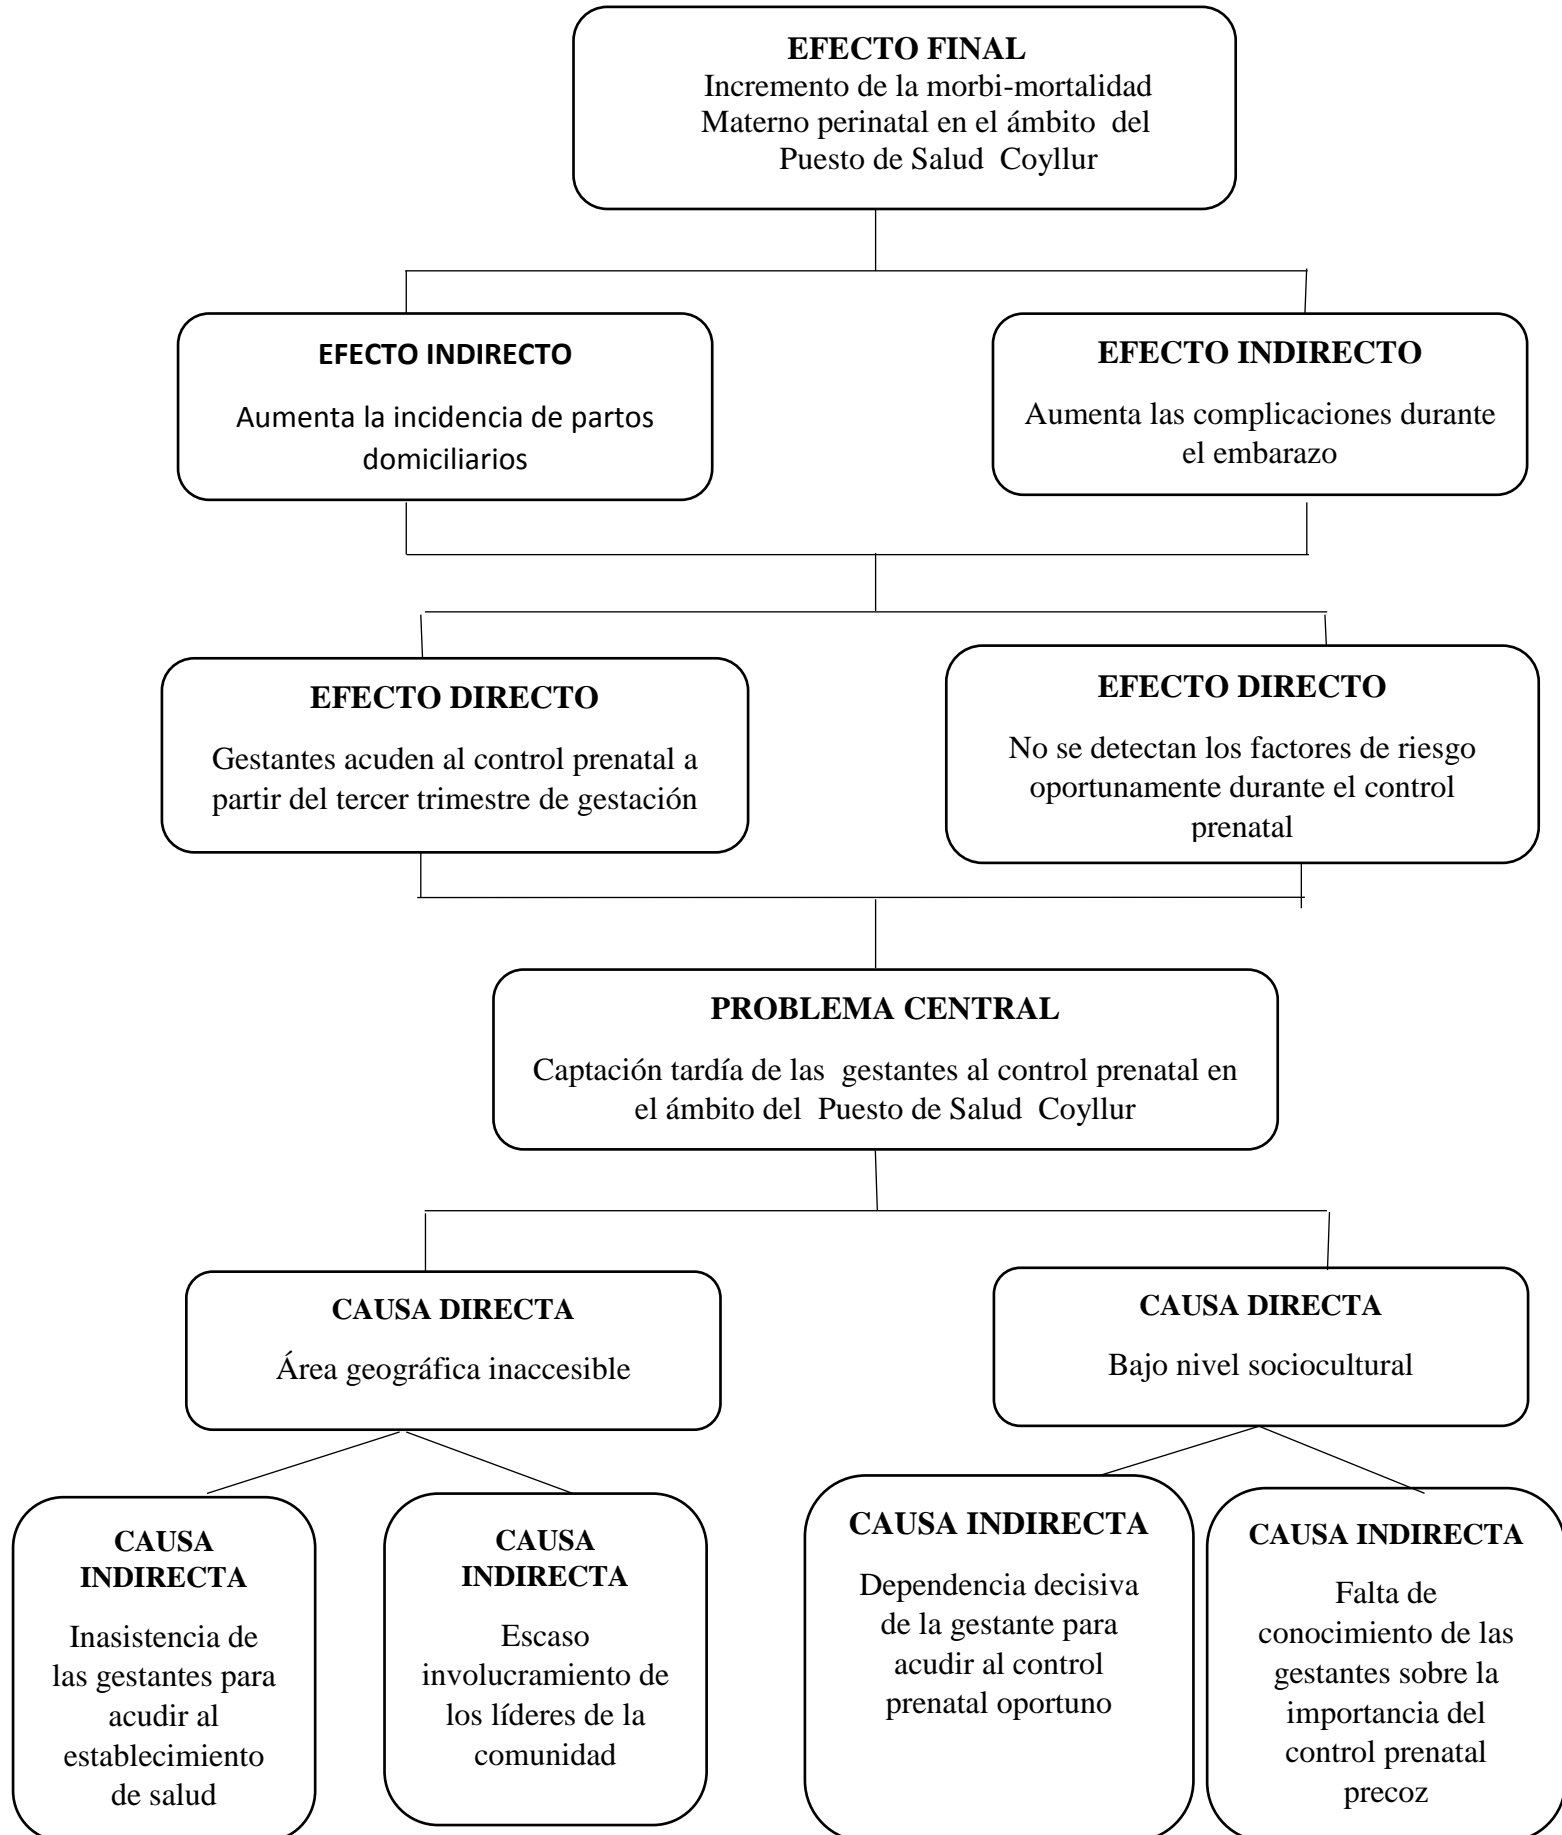 EFECTO FINAL
Incremento de la morbi-mortalidad
Materno perinatal en el ámbito del
Puesto de Salud Coyllur
EFECTO INDIRECTO
Aumenta la incidencia de partos
domiciliarios
EFECTO INDIRECTO
Aumenta las complicaciones durante
el embarazo
EFECTO DIRECTO
Gestantes acuden al control prenatal a
partir del tercer trimestre de gestación
EFECTO DIRECTO
No se detectan los factores de riesgo
oportunamente durante el control
prenatal
PROBLEMA CENTRAL
Captación tardía de las gestantes al control prenatal en
el ámbito del Puesto de Salud Coyllur
CAUSA DIRECTA
Área geográfica inaccesible
CAUSA DIRECTA
Bajo nivel sociocultural
CAUSA
INDIRECTA
Inasistencia de
las gestantes para
acudir al
establecimiento
de salud
CAUSA
INDIRECTA
Escaso
involucramiento de
los líderes de la
comunidad
CAUSA INDIRECTA
Dependencia decisiva
de la gestante para
acudir al control
prenatal oportuno
CAUSA INDIRECTA
Falta de
conocimiento de las
gestantes sobre la
importancia del
control prenatal
precoz